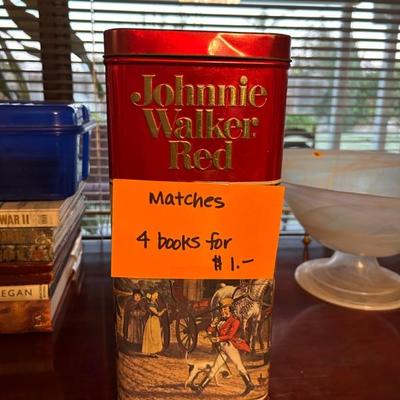 Johnnie
Walker
Red
Matches
4 books for
$1.-
WAR II
EGAN